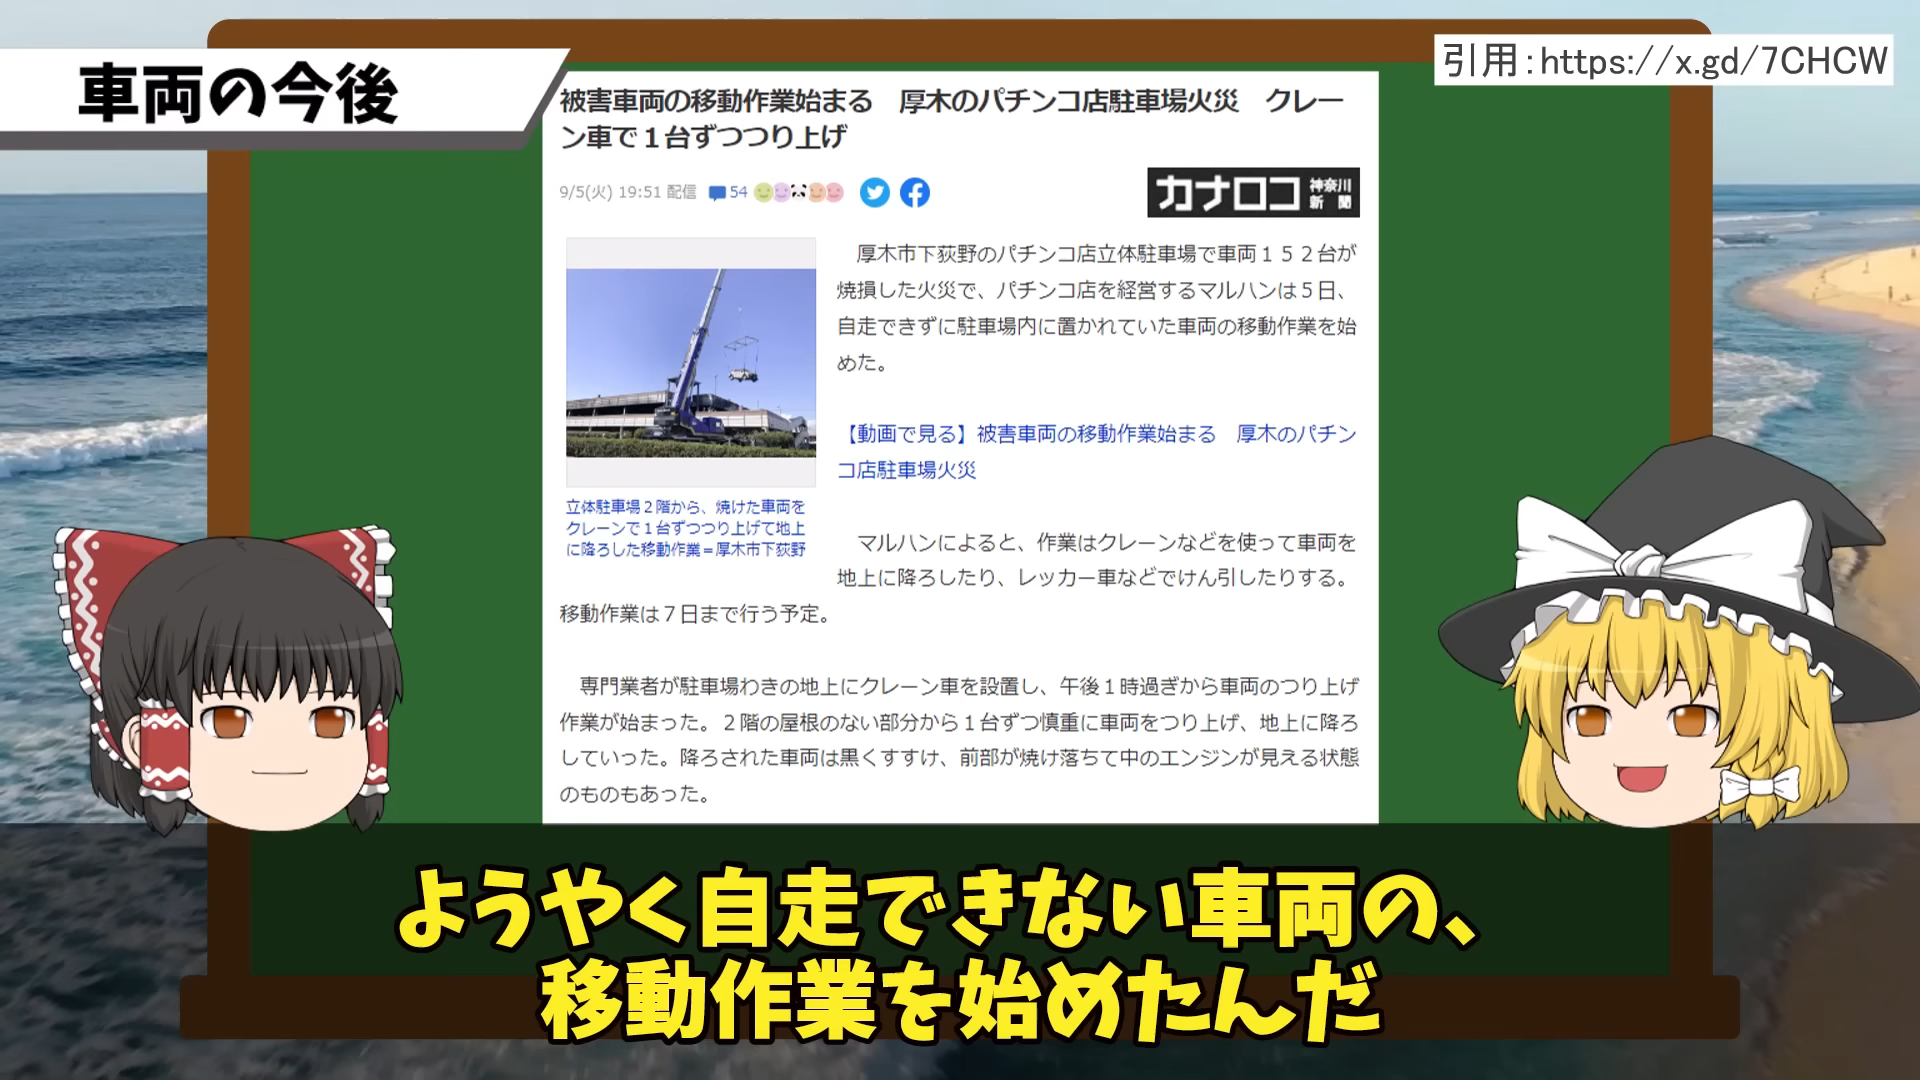 車両の今後
引用：https://x.gd/7CHCW
被害車両の移動作業始まる　厚木のパチンコ店駐車場火災　クレー
ン車で１台ずつつり上げ
9/5(火) 19:51 配信
54
カナロコ
神奈川
新聞
厚木市下荻野のパチンコ店立体駐車場で車両１５２台が
焼損した火災で、パチンコ店を経営するマルハンは５日、
自走できずに駐車場内に置かれていた車両の移動作業を始
めた。
【動画で見る】被害車両の移動作業始まる　厚木のパチン
コ店駐車場火災
立体駐車場２階から、焼けた車両を
クレーンで１台ずつつり上げて地上
に降ろした移動作業＝厚木市下荻野
マルハンによると、作業はクレーンなどを使って車両を
地上に降ろしたり、レッカー車などでけん引したりする。
移動作業は７日まで行う予定。
専門業者が駐車場わきの地上にクレーン車を設置し、午後１時過ぎから車両のつり上げ
作業が始まった。２階の屋根のない部分から１台ずつ慎重に車両をつり上げ、地上に降ろ
していった。降ろされた車両は黒くすすけ、前部が焼け落ちて中のエンジンが見える状態
のものもあった。
ようやく自走できない車両の、
移動作業を始めたんだ